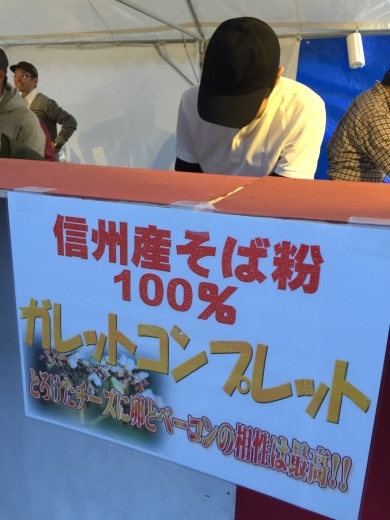 信州産そば粉
100%
ガレットコンプレット
とろけたチーズに卵とベーコンの相性は最高!!